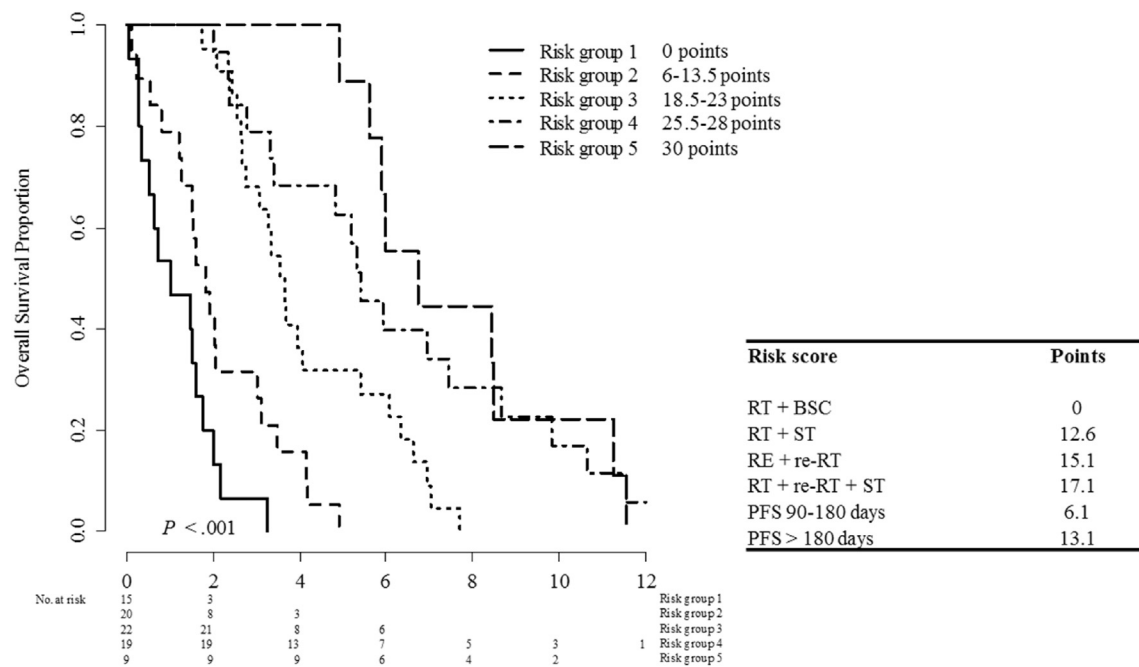 Overall Survival Proportion
1.0
0.8
0.6
0.4
0.2
0.0
Risk group 1 0 points
Risk group 2 6-13.5 points
Risk group 3 18.5-23 points
Risk group 4 25.5-28 points
Risk group 5 30 points
P <.001
0 2 4 6 8 10 12
No. at risk 15 3 Risk group 1
20 8 3 Risk group 2
22 21 8 6 Risk group 3
19 19 13 7 5 3 1 Risk group 4
9 9 9 6 4 2 Risk group 5
Risk score Points
RT + BSC 0
RT + ST 12.6
RE + re-RT 15.1
RT + re-RT + ST 17.1
PFS 90-180 days 6.1
PFS > 180 days 13.1